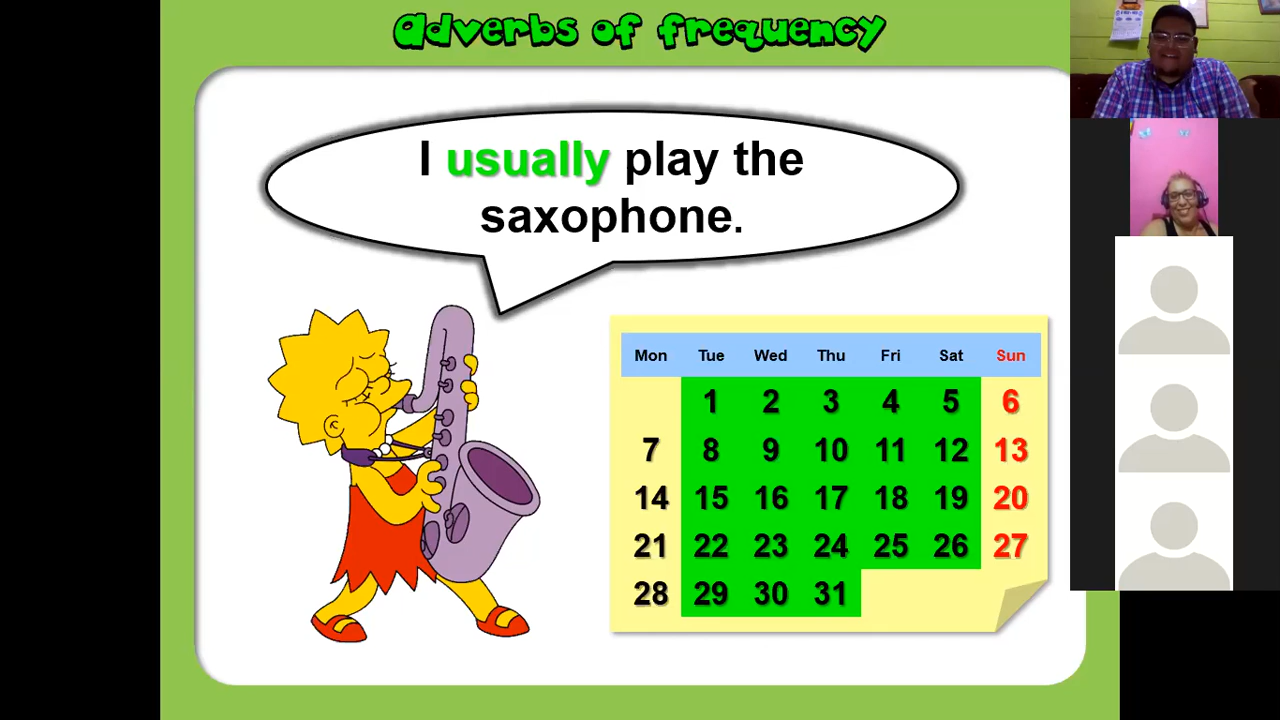 Adverbs of frequency
I usually play the
saxophone.
Mon Tue Wed Thu Fri Sat Sun
1 2 3 4 5 6
7 8 9 10 11 12 13
14 15 16 17 18 19 20
21 22 23 24 25 26 27
28 29 30 31